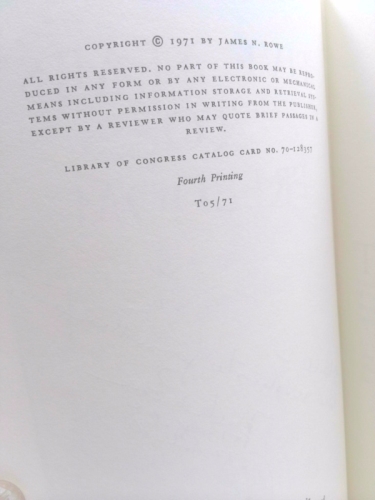 COPYRIGHT © 1971 BY JAMES N. ROWE
ALL RIGHTS RESERVED. NO PART OF THIS BOOK MAY BE REPRO-
DUCED IN ANY FORM OR BY ANY ELECTRONIC OR MECHANICAL
MEANS INCLUDING INFORMATION STORAGE AND RETRIEVAL SYS-
TEMS WITHOUT PERMISSION IN WRITING FROM THE PUBLISHER,
EXCEPT BY A REVIEWER WHO MAY QUOTE BRIEF PASSAGES IN A
REVIEW.
LIBRARY OF CONGRESS CATALOG CARD NO. 70-128357
Fourth Printing
T05/71